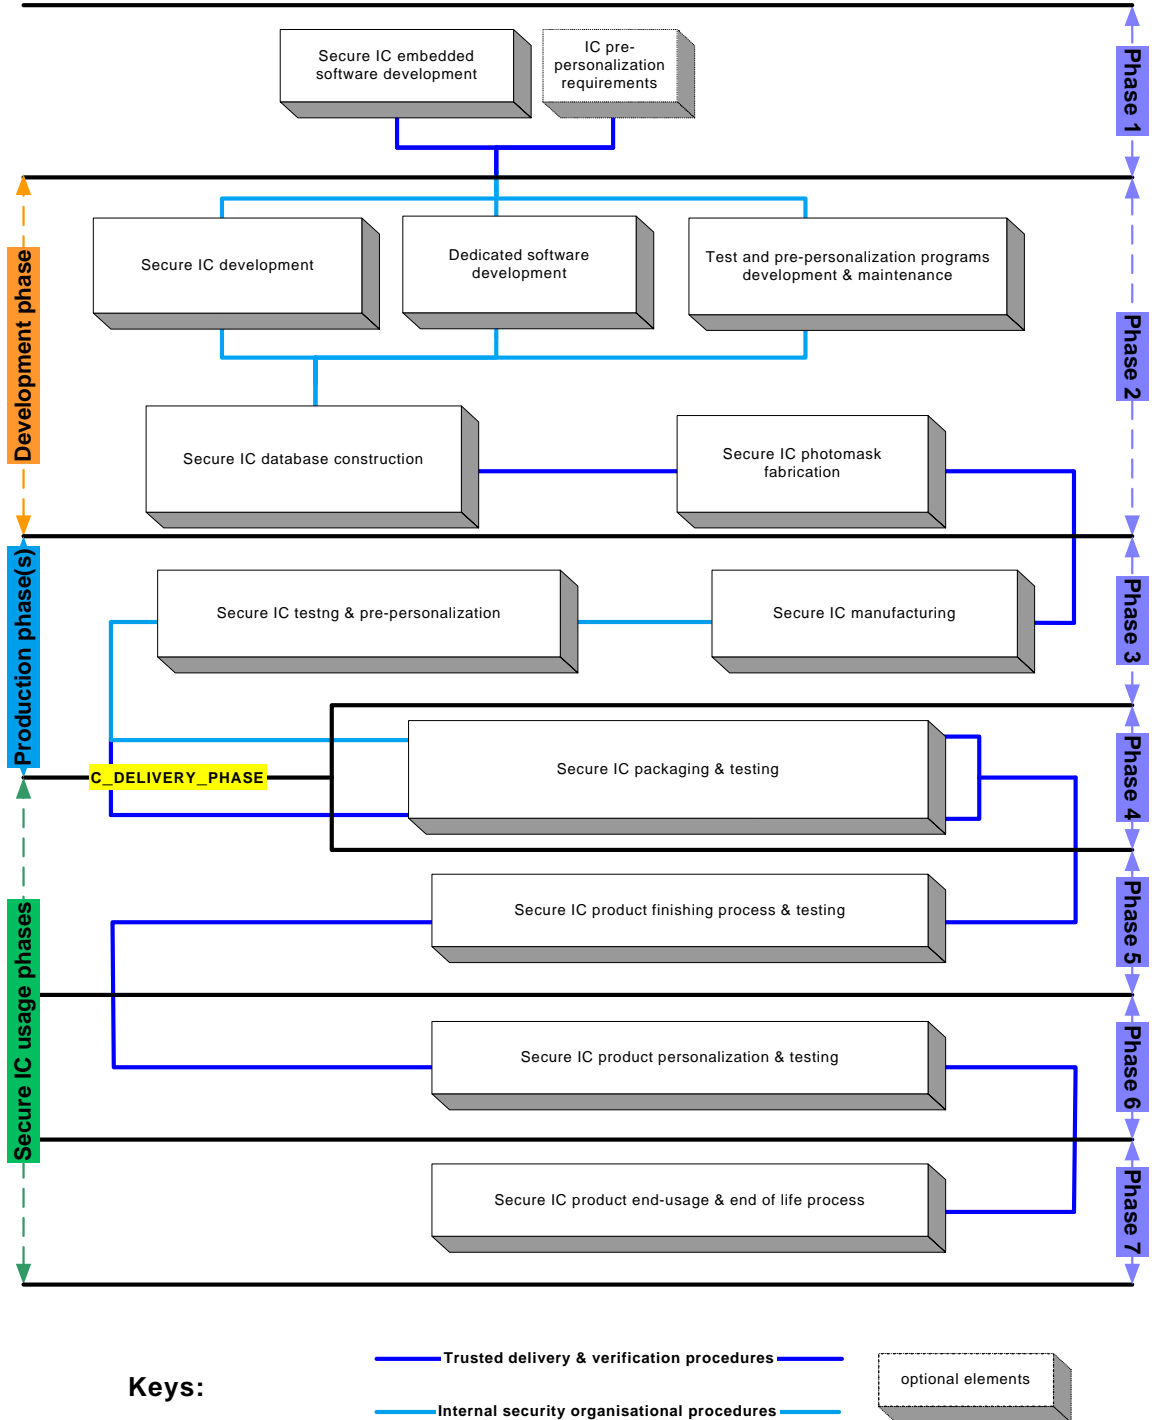 Secure IC embedded
software development
IC pre-
personalization
requirements
Phase 1
Development phase
Secure IC development
Dedicated software
development
Test and pre-personalization programs
development & maintenance
Phase 2
Secure IC database construction
Secure IC photomask
fabrication
Production phase(s)
Secure IC testng & pre-personalization
Secure IC manufacturing
Phase 3
C_DELIVERY_PHASE
Secure IC packaging & testing
Phase 4
Secure IC usage phases
Secure IC product finishing process & testing
Phase 5
Secure IC product personalization & testing
Phase 6
Secure IC product end-usage & end of life process
Phase 7
Keys:
Trusted delivery & verification procedures
Internal security organisational procedures
optional elements